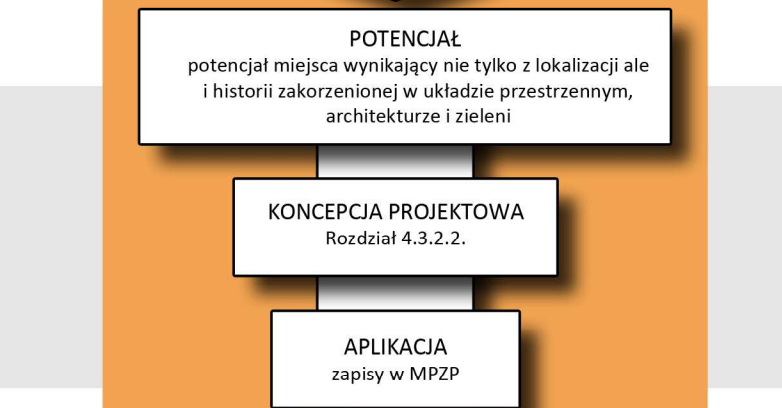 POTENCJAŁ
potencjał miejsca wynikający nie tylko z lokalizacji ale
i historii zakorzenionej w układzie przestrzennym,
architekturze i zieleni
KONCEPCJA PROJEKTOWA
Rozdział 4.3.2.2.
APLIKACJA
zapisy w MPZP